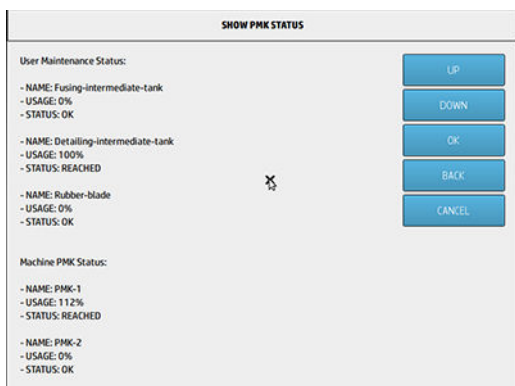 SHOW PMK STATUS
User Maintenance Status:
- NAME: Fusing-intermediate-tank
- USAGE: 0%
- STATUS: OK
- NAME: Detailing-intermediate-tank
- USAGE: 100%
- STATUS: REACHED
- NAME: Rubber-blade
- USAGE: 0%
- STATUS: OK
Machine PMK Status:
- NAME: PMK-1
- USAGE: 112%
- STATUS: REACHED
- NAME: PMK-2
- USAGE: 0%
- STATUS: OK
UP
DOWN
OK
BACK
CANCEL